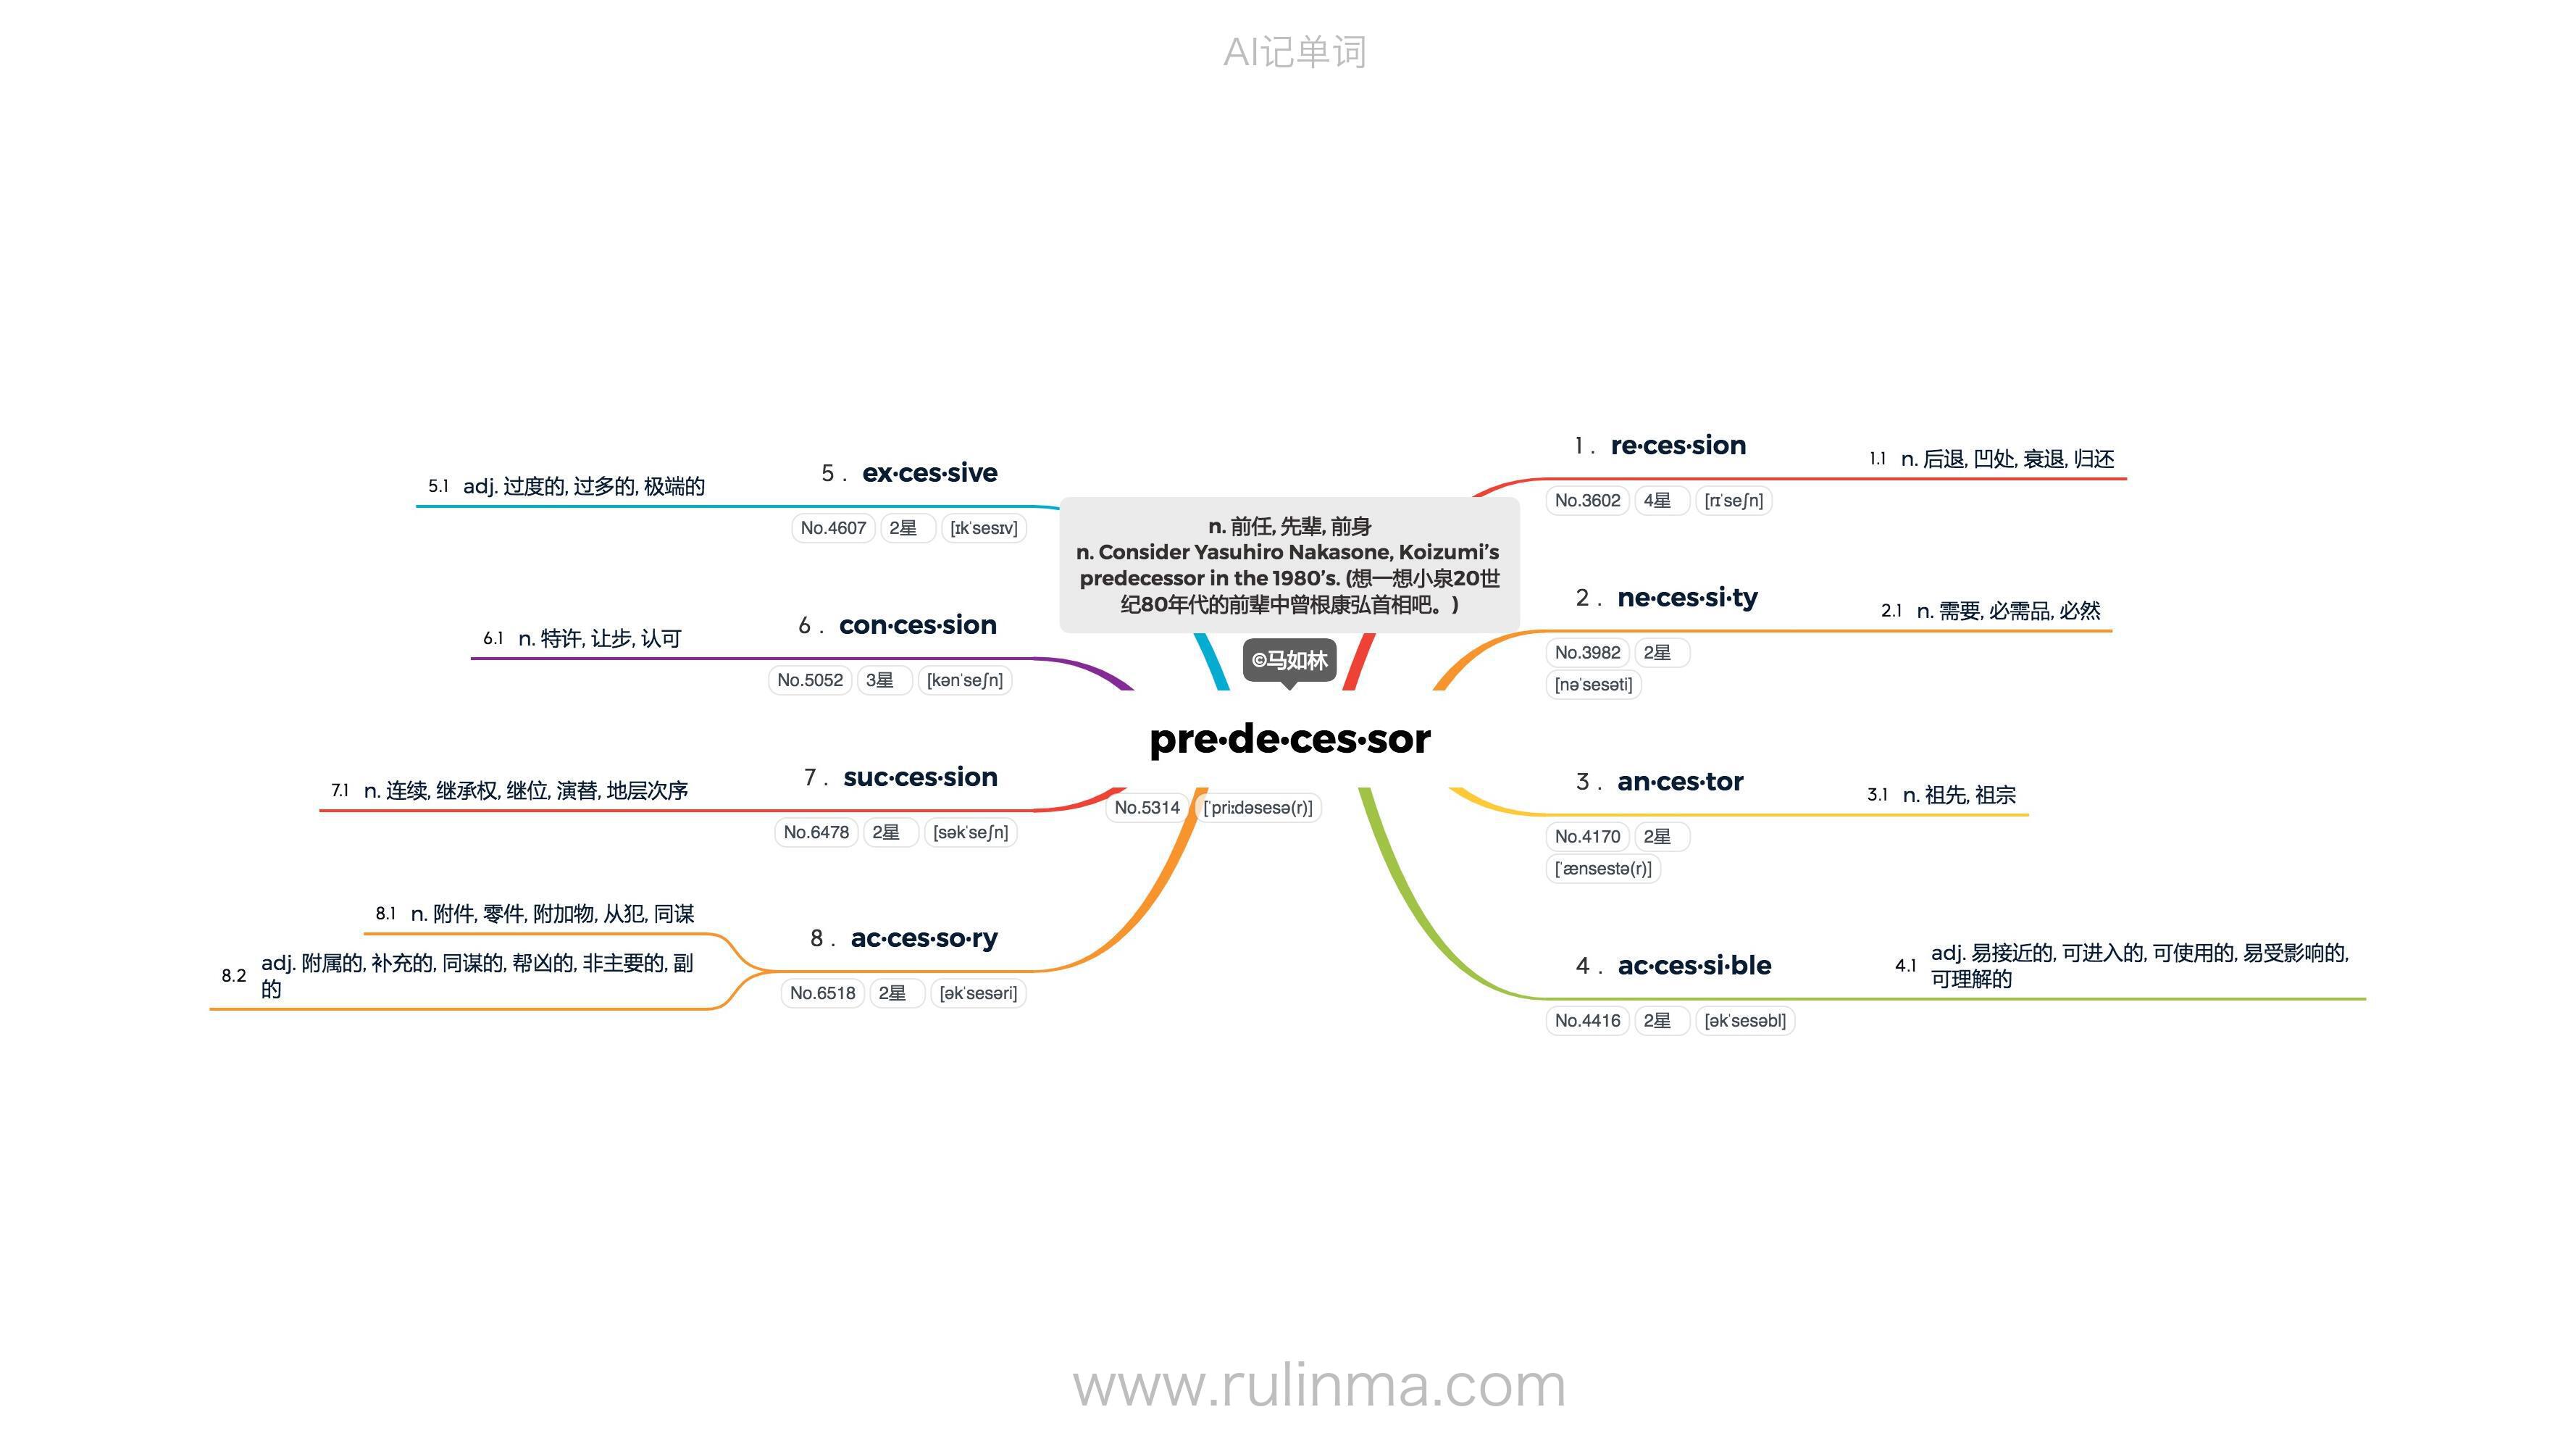 AI记单词
n. 前任, 先辈, 前身
n. Consider Yasuhiro Nakasone, Koizumi’s
predecessor in the 1980’s. (想一想小泉20世
纪80年代的前辈中曾根康弘首相吧。)
©马如林
pre·de·ces·sor
No.5314 [ˈpriːdəsesə(r)]
1 . re·ces·sion
No.3602 4星 [rɪˈseʃn]
1.1 n. 后退, 凹处, 衰退, 归还
2 . ne·ces·si·ty
No.3982 2星
[nəˈsesəti]
2.1 n. 需要, 必需品, 必然
3 . an·ces·tor
No.4170 2星
[ˈænsestə(r)]
3.1 n. 祖先, 祖宗
4 . ac·ces·si·ble
No.4416 2星 [əkˈsesəbl]
4.1 adj. 易接近的, 可进入的, 可使用的, 易受影响的,
可理解的
5 . ex·ces·sive
No.4607 2星 [ɪkˈsesɪv]
5.1 adj. 过度的, 过多的, 极端的
6 . con·ces·sion
No.5052 3星 [kənˈseʃn]
6.1 n. 特许, 让步, 认可
7 . suc·ces·sion
No.6478 2星 [səkˈseʃn]
7.1 n. 连续, 继承权, 继位, 演替, 地层次序
8 . ac·ces·so·ry
No.6518 2星 [əkˈsesəri]
8.1 n. 附件, 零件, 附加物, 从犯, 同谋
8.2 adj. 附属的, 补充的, 同谋的, 帮凶的, 非主要的, 副
的
www.rulinma.com